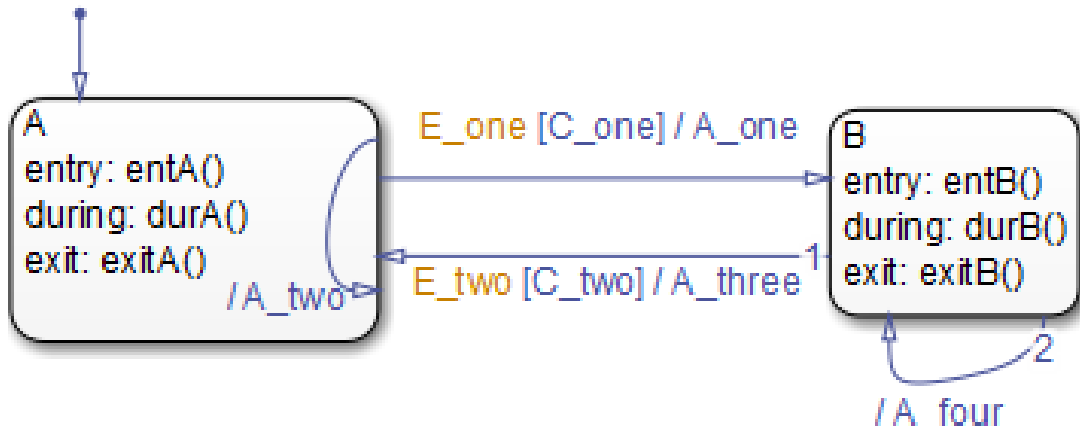 A
entry: entA()
during: durA()
exit: exitA()
/ A_two
E_one [C_one] / A_one
E_two [C_two] / A_three
1
B
entry: entB()
during: durB()
exit: exitB()
2
/ A_four